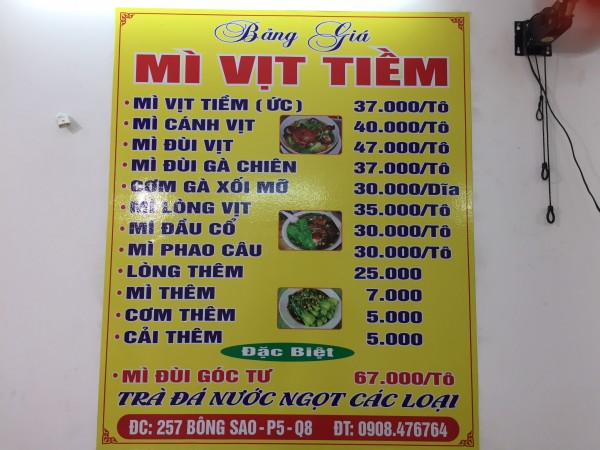 Bảng Giá
MÌ VỊT TIỀM
• MÌ VỊT TIỀM (ỨC) 37.000/Tô
• MÌ CÁNH VỊT 40.000/Tô
• MÌ ĐÙI VỊT 47.000/Tô
• MÌ ĐÙI GÀ CHIÊN 37.000/Tô
• CƠM GÀ XỐI MỠ 30.000/Dĩa
• MÌ LÒNG VỊT 35.000/Tô
• MÌ ĐẦU CỔ 30.000/Tô
• MÌ PHAO CÂU 30.000/Tô
• LÒNG THÊM 25.000
• MÌ THÊM 7.000
• CƠM THÊM 5.000
• CẢI THÊM 5.000
Đặc Biệt
• MÌ ĐÙI GÓC TƯ 67.000/Tô
TRÀ ĐÁ NƯỚC NGỌT CÁC LOẠI
ĐC: 257 BÔNG SAO - P5 - Q8 ĐT: 0908.476764